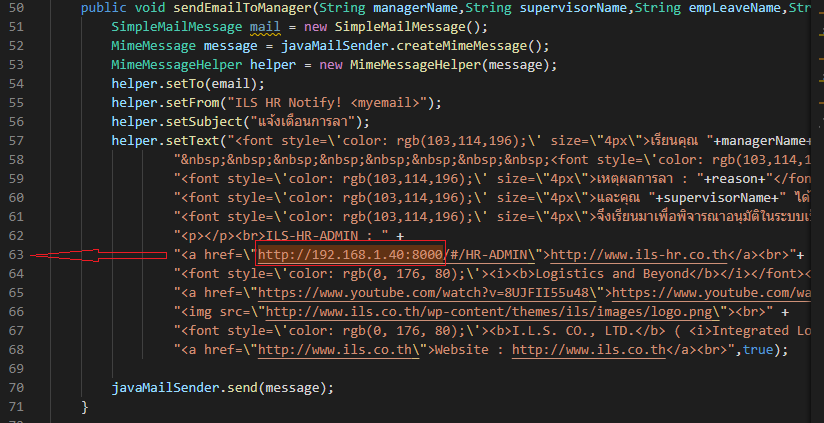 50 public void sendEmailToManager(String managerName,String supervisorName,String empLeaveName,St
51 SimpleMailMessage mail = new SimpleMailMessage();
52 MimeMessage message = javaMailSender.createMimeMessage();
53 MimeMessageHelper helper = new MimeMessageHelper(message);
54 helper.setTo(email);
55 helper.setFrom("ILS HR Notify! <myemail>");
56 helper.setSubject("แจ้งเตือนการลา");
57 helper.setText("<font style=\'color: rgb(103,114,196);\' size=\"4px\">เรียนคุณ "+managerName+
58 "&nbsp;&nbsp;&nbsp;&nbsp;&nbsp;&nbsp;&nbsp;<font style=\'color: rgb(103,114,1
59 "<font style=\'color: rgb(103,114,196);\' size=\"4px\">เหตุผลการลา : "+reason+"</fon
60 "<font style=\'color: rgb(103,114,196);\' size=\"4px\">และคุณ "+supervisorName+" ได้
61 "<font style=\'color: rgb(103,114,196);\' size=\"4px\">จึงเรียนมาเพื่อพิจารณาอนุมัติในระบบ
62 "<p></p><br>ILS-HR-ADMIN : " +
63 "<a href=\"http://192.168.1.40:8000/#/HR-ADMIN\">http://www.ils-hr.co.th</a><br>"+
64 "<font style=\'color: rgb(0, 176, 80);\'><i><b>Logistics and Beyond</b></i></font><
65 "<a href=\"https://www.youtube.com/watch?v=8UJFII55u48\">https://www.youtube.com/wa
66 "<img src=\"http://www.ils.co.th/wp-content/themes/ils/images/logo.png\"><br>" +
67 "<font style=\'color: rgb(0, 176, 80);\'><b>I.L.S. CO., LTD.</b> ( <i>Integrated Lo
68 "<a href=\"http://www.ils.co.th\">Website : http://www.ils.co.th</a><br>",true);
69
70 javaMailSender.send(message);
71 }